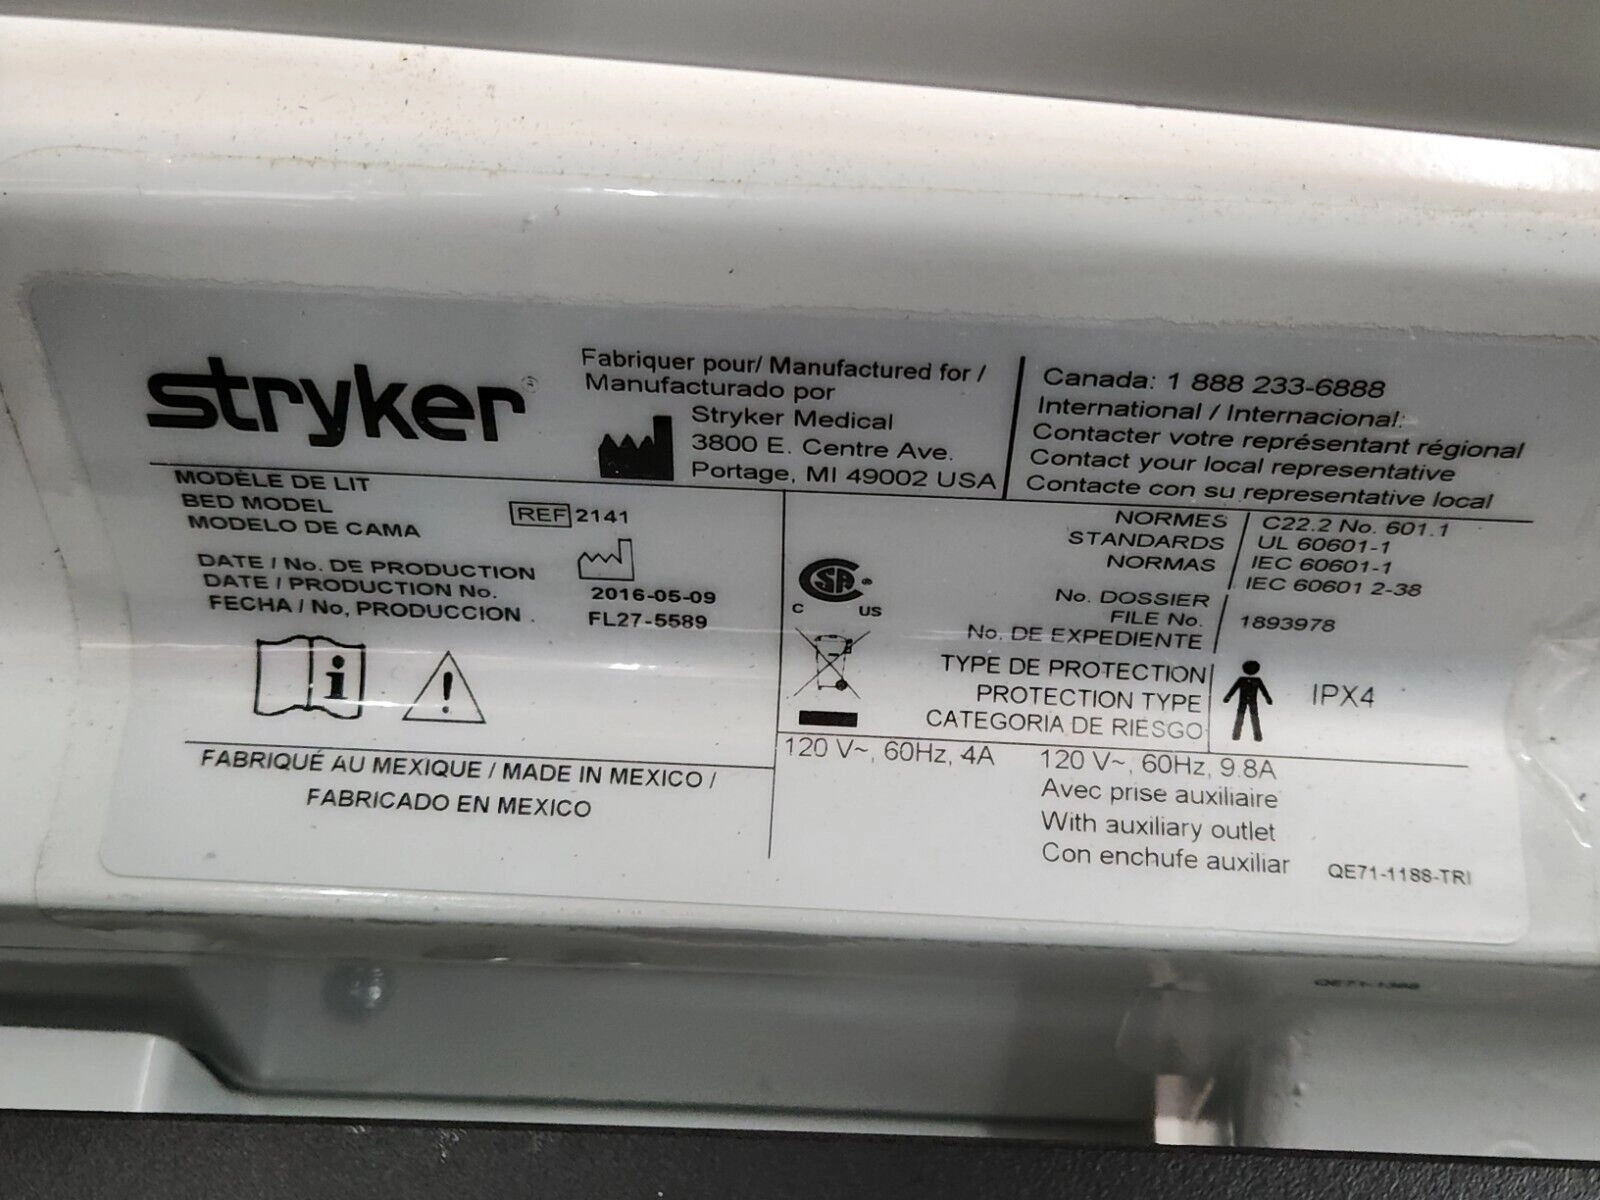 stryker®
Fabriquer pour/ Manufactured for /
Manufacturado por
Stryker Medical
3800 E. Centre Ave.
Portage, MI 49002 USA
Canada: 1 888 233-6888
International / Internacional:
Contacter votre représentant régional
Contact your local representative
Contacte con su representative local
MODÈLE DE LIT
BED MODEL
MODELO DE CAMA
REF 2141
DATE / No. DE PRODUCTION
DATE / PRODUCTION No.
FECHA / No, PRODUCCION .
2016-05-09
FL27-5589
FABRIQUÉ AU MEXIQUE / MADE IN MEXICO /
FABRICADO EN MEXICO
CSA ®
C US
NORMES
STANDARDS
NORMAS
C22.2 No. 601.1
UL 60601-1
IEC 60601-1
IEC 60601 2-38
No. DOSSIER
FILE No.
No. DE EXPEDIENTE
1893978
TYPE DE PROTECTION
PROTECTION TYPE
CATEGORIA DE RIESGO
IPX4
120 V~, 60Hz, 4A
120 V~, 60Hz, 9.8A
Avec prise auxiliaire
With auxiliary outlet
Con enchufe auxiliar
QE71-1188-TRI